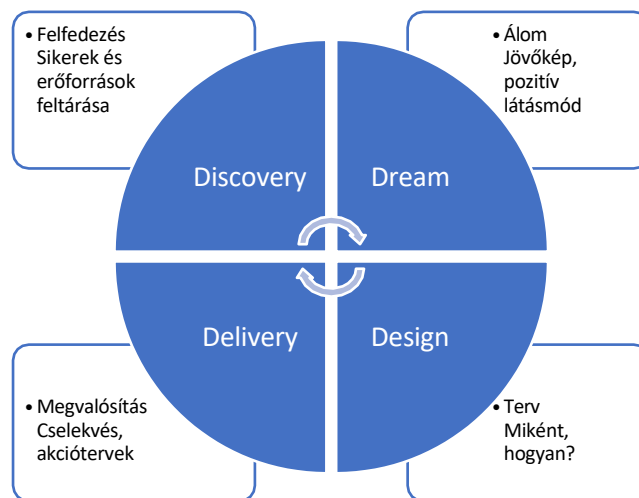 • Felfedezés
Sikerek és
erőforrások
feltárása
• Álom
Jövőkép,
pozitív
látásmód
Discovery
Dream
Delivery
Design
• Megvalósítás
Cselekvés,
akciótervek
• Terv
Miként,
hogyan?